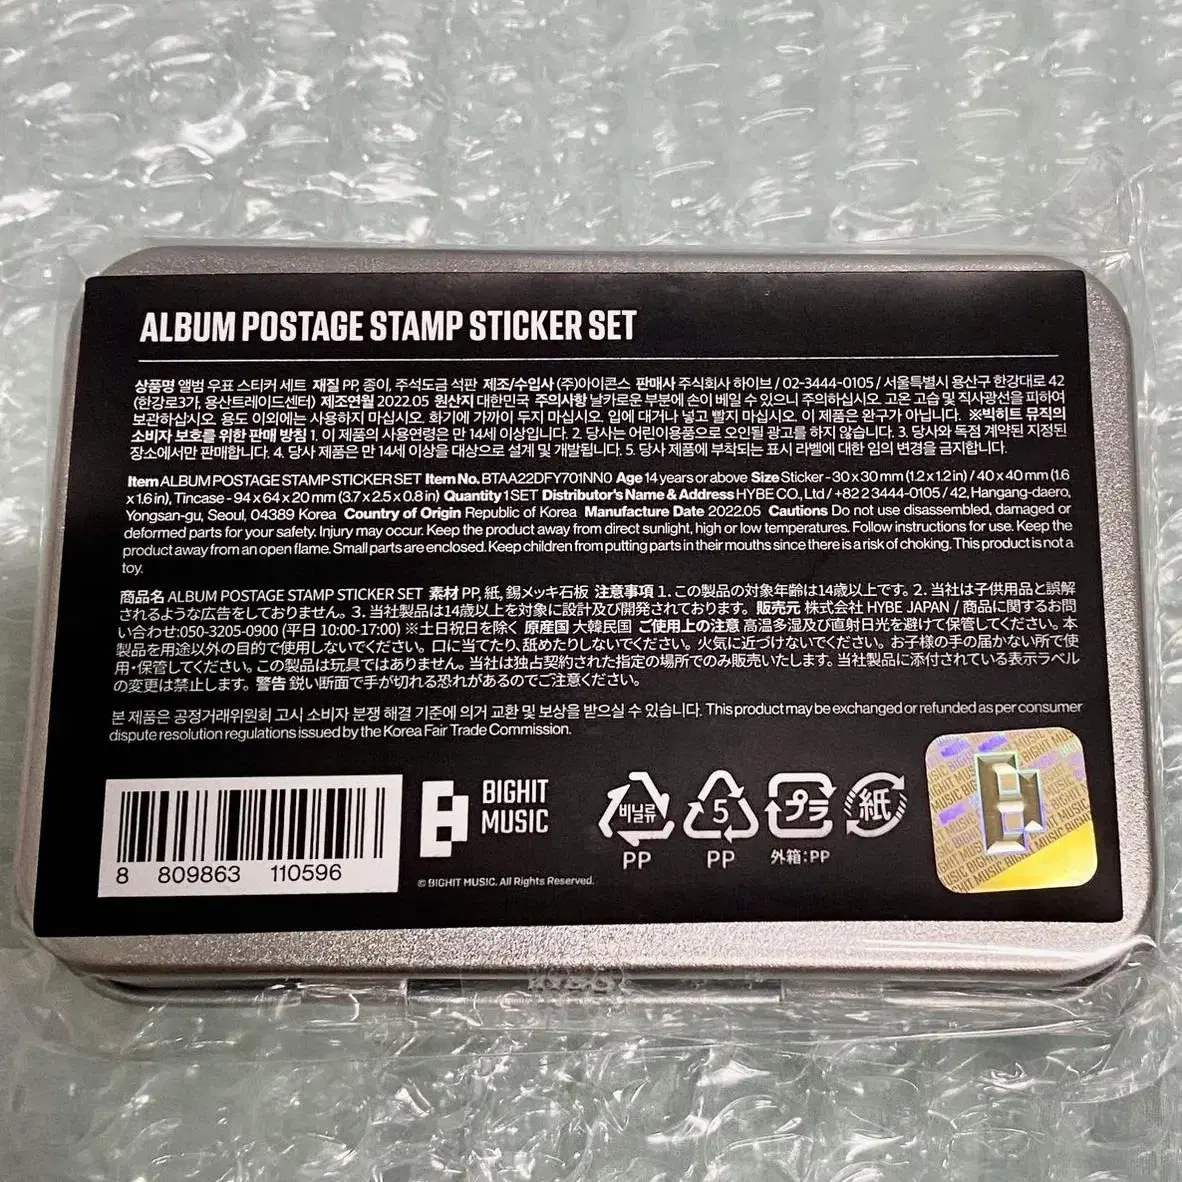 ALBUM POSTAGE STAMP STICKER SET
상품명 앨범 우표 스티커 세트 재질 PP, 종이, 주석도금 석판 제조/수입사 (주)아이콘스 판매사 주식회사 하이브 / 02-3444-0105 / 서울특별시 용산구 한강대로 42
(한강로3가, 용산트레이드센터) 제조연월 2022.05 원산지 대한민국 주의사항 날카로운 부분에 손이 베일 수 있으니 주의하십시오. 고온 고습 및 직사광선을 피하여
보관하십시오. 용도 이외에는 사용하지 마십시오. 화기에 가까이 두지 마십시오. 입에 대거나 넣고 빨지 마십시오. 이 제품은 완구가 아닙니다. ※빅히트 뮤직의
소비자 보호를 위한 판매 방침 1. 이 제품의 사용연령은 만 14세 이상입니다. 2. 당사는 어린이용품으로 오인될 광고를 하지 않습니다. 3. 당사와 독점 계약된 지정된
장소에서만 판매합니다. 4. 당사 제품은 만 14세 이상을 대상으로 설계 및 개발됩니다. 5. 당사 제품에 부착되는 표시 라벨에 대한 임의 변경을 금지합니다.
Item ALBUM POSTAGE STAMP STICKER SET Item No. BTAA22DFY701NN0 Age 14 years or above Size Sticker - 30 x 30 mm (1.2 x 1.2 in) / 40 x 40 mm (1.6
x 1.6 in), Tincase - 94 x 64 x 20 mm (3.7 x 2.5 x 0.8 in) Quantity 1 SET Distributor's Name & Address HYBE CO., Ltd / +82 2 3444-0105 / 42, Hangang-daero,
Yongsan-gu, Seoul, 04389 Korea Country of Origin Republic of Korea Manufacture Date 2022.05 Cautions Do not use disassembled, damaged or
deformed parts for your safety. Injury may occur. Keep the product away from direct sunlight, high or low temperatures. Follow instructions for use. Keep the
product away from an open flame. Small parts are enclosed. Keep children from putting parts in their mouths since there is a risk of choking. This product is not a
toy.
商品名 ALBUM POSTAGE STAMP STICKER SET 素材 PP, 紙, 錫メッキ石板 注意事項 1. この製品の対象年齢は14歳以上です。2. 当社は子供用品と誤解
されるような広告をしておりません。3. 当社製品は14歳以上を対象に設計及び開発されております。販売元 株式会社 HYBE JAPAN / 商品に関するお問
い合わせ:050-3205-0900 (平日 10:00-17:00) ※土日祝日を除く 原産国 大韓民国 ご使用上の注意 高温多湿及び直射日光を避けて保管してください。本
製品を用途以外の目的で使用しないでください。口に当てたり、舐めたりしないでください。火気に近づけないでください。お子様の手の届かない所で使
用・保管してください。この製品は玩具ではありません。当社は独占契約された指定の場所でのみ販売いたします。当社製品に添付されている表示ラベル
の変更は禁止します。警告 鋭い断面で手が切れる恐れがあるのでご注意ください。
본 제품은 공정거래위원회 고시 소비자 분쟁 해결 기준에 의거 교환 및 보상을 받으실 수 있습니다. This product may be exchanged or refunded as per consumer
dispute resolution regulations issued by the Korea Fair Trade Commission.
8 809863 110596
BIGHIT
MUSIC
© BIGHIT MUSIC. All Rights Reserved.
비닐류
PP
5
PP
プラ
外箱:PP
紙
MUSIC BIGHIT
BIGHIT MUSIC BIGHIT